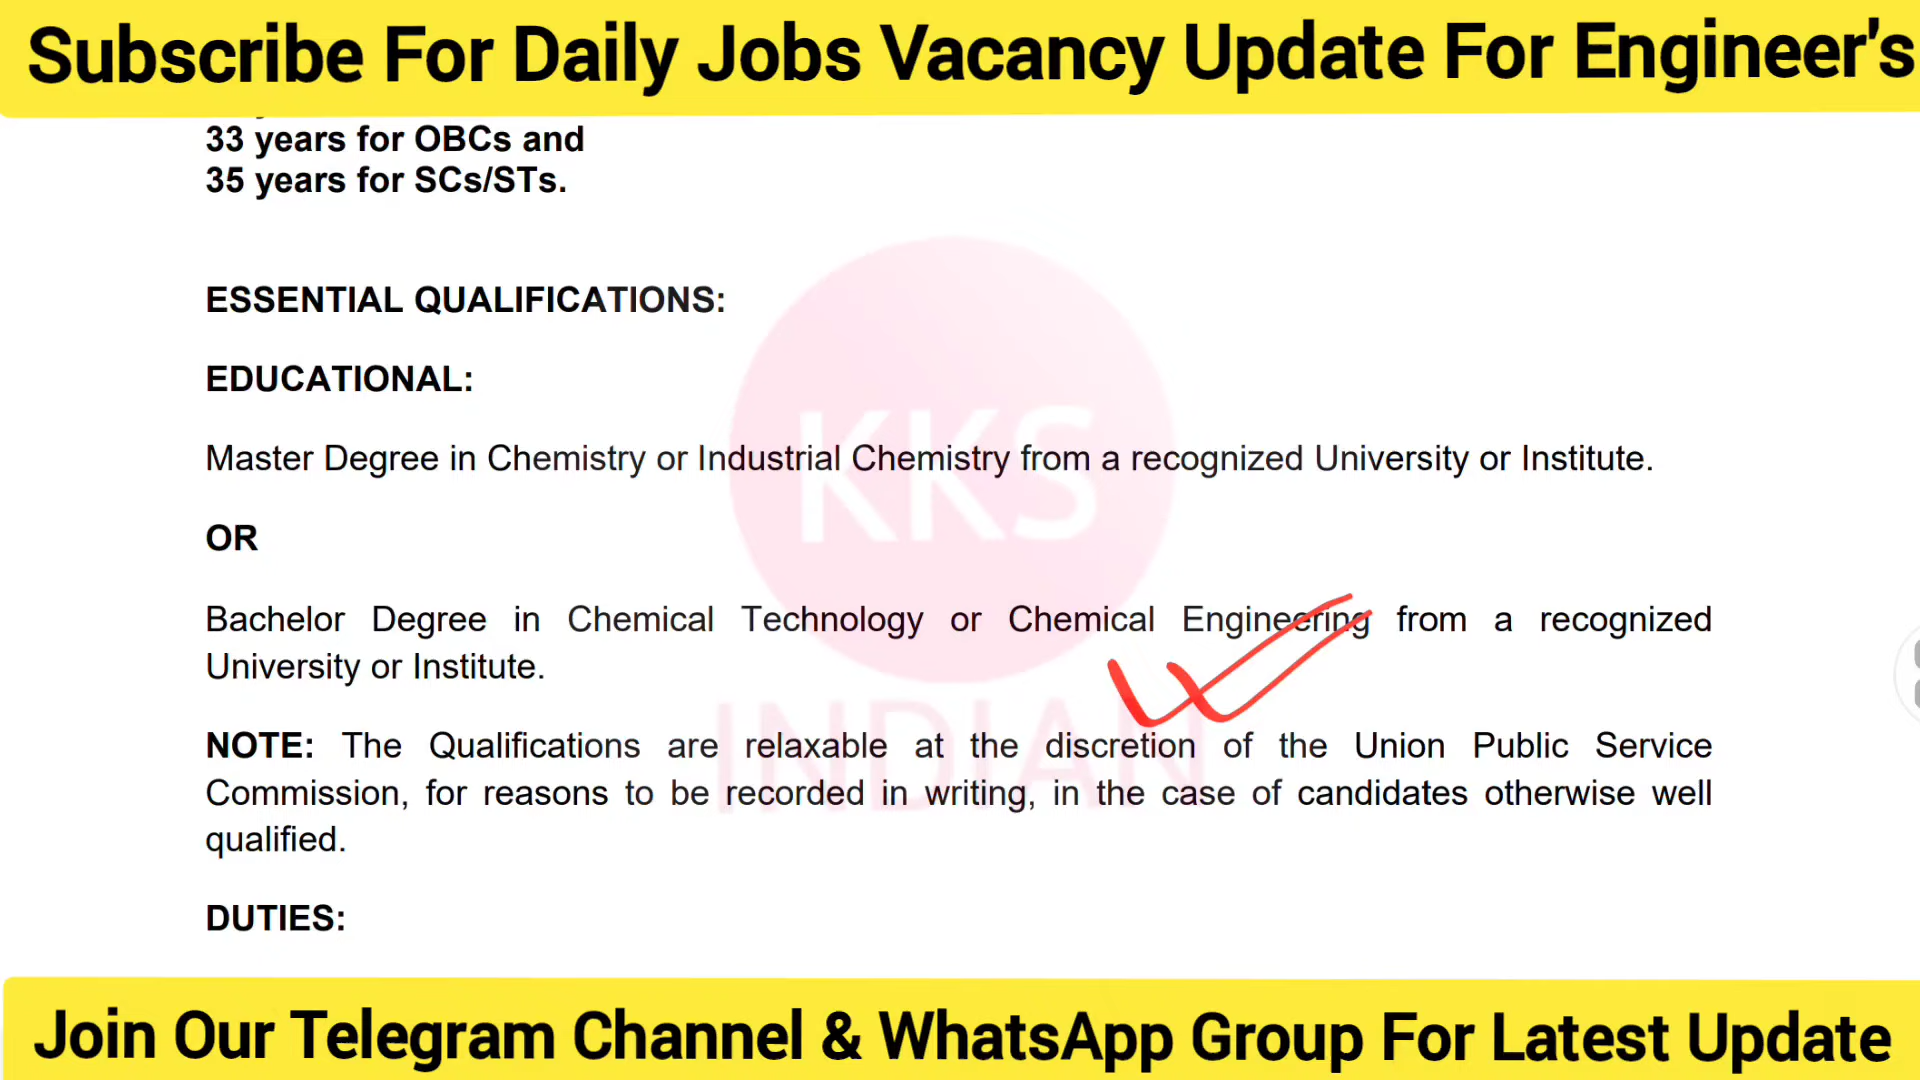 Subscribe For Daily Jobs Vacancy Update For Engineer's
33 years for OBCs and
35 years for SCs/STs.
ESSENTIAL QUALIFICATIONS:
EDUCATIONAL:
Master Degree in Chemistry or Industrial Chemistry from a recognized University or Institute.
OR
Bachelor Degree in Chemical Technology or Chemical Engineering from a recognized
University or Institute.
NOTE: The Qualifications are relaxable at the discretion of the Union Public Service
Commission, for reasons to be recorded in writing, in the case of candidates otherwise well
qualified.
DUTIES:
KKS
INDIAN
Join Our Telegram Channel & WhatsApp Group For Latest Update